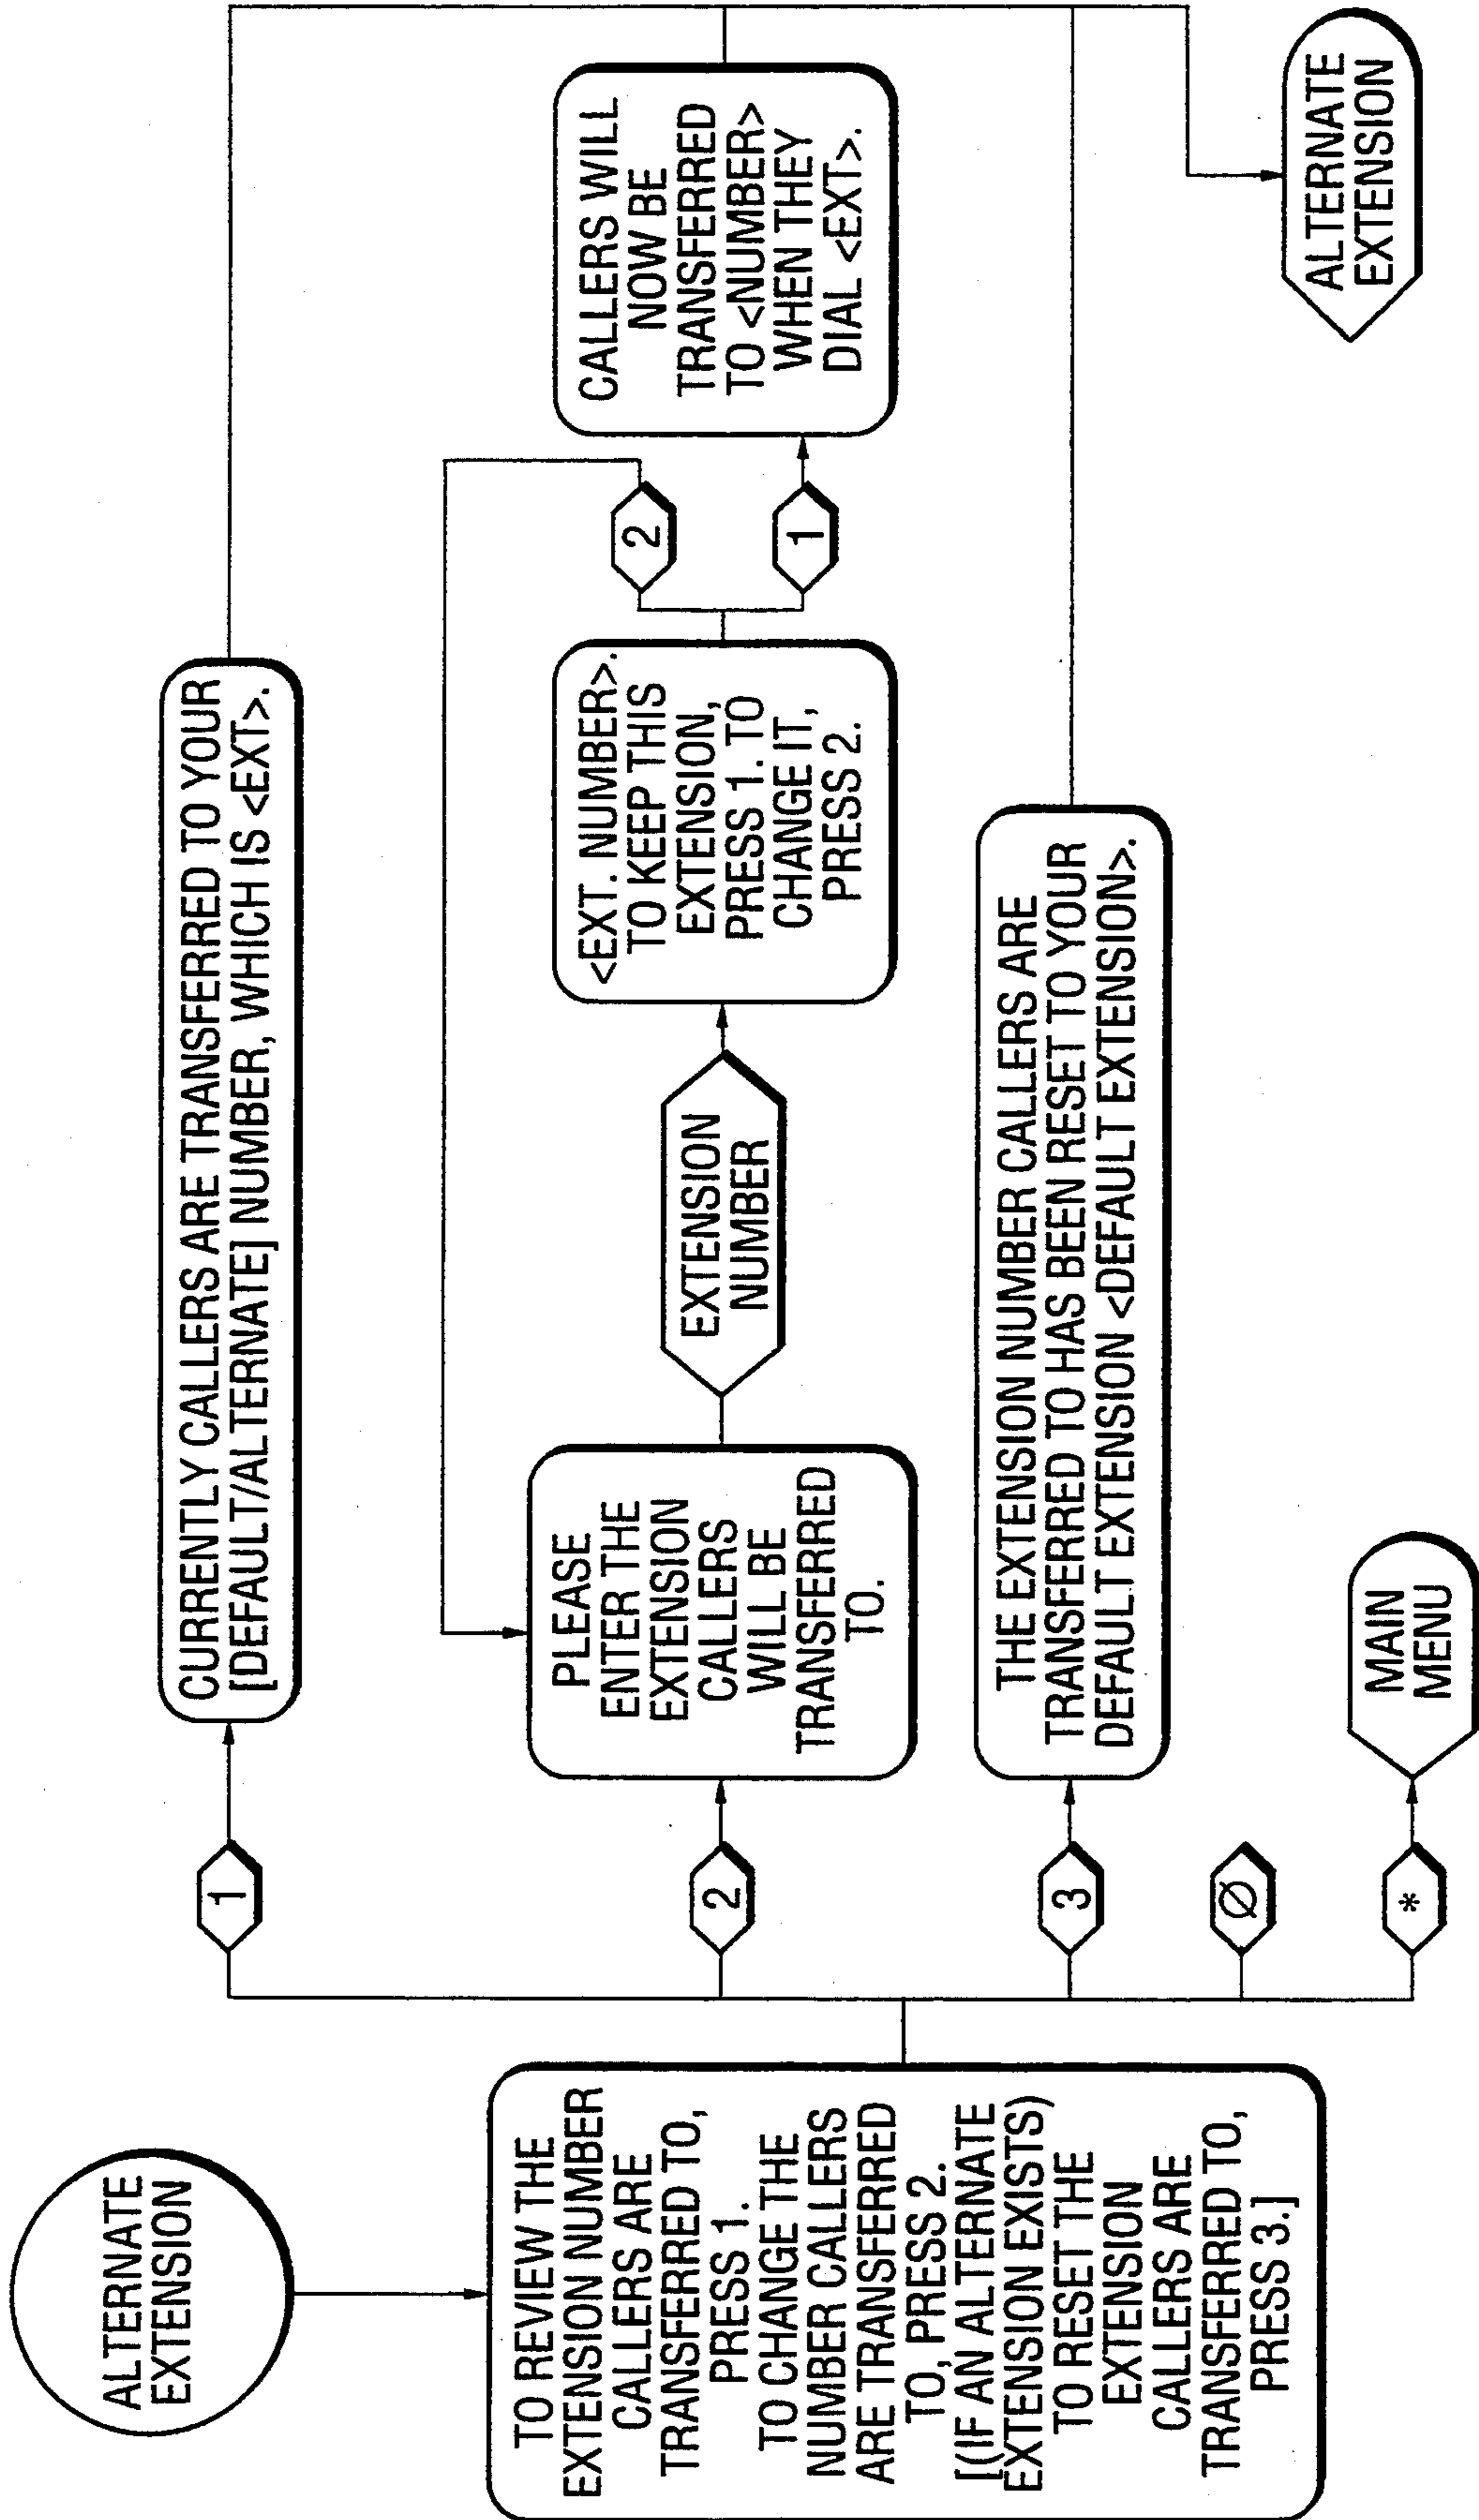 ALTERNATE
EXTENSION
TO REVIEW THE
EXTENSION NUMBER
CALLERS ARE
TRANSFERRED TO,
PRESS 1.
TO CHANGE THE
NUMBER CALLERS
ARE TRANSFERRED
TO, PRESS 2.
[(IF AN ALTERNATE
EXTENSION EXISTS)
TO RESET THE
EXTENSION
CALLERS ARE
TRANSFERRED TO,
PRESS 3.]
1
CURRENTLY CALLERS ARE TRANSFERRED TO YOUR
[DEFAULT/ALTERNATE] NUMBER, WHICH IS <EXT>.
2
PLEASE
ENTER THE
EXTENSION
CALLERS
WILL BE
TRANSFERRED
TO.
EXTENSION
NUMBER
<EXT. NUMBER>.
TO KEEP THIS
EXTENSION,
PRESS 1. TO
CHANGE IT,
PRESS 2.
2
1
CALLERS WILL
NOW BE
TRANSFERRED
TO <NUMBER>
WHEN THEY
DIAL <EXT>.
3
THE EXTENSION NUMBER CALLERS ARE
TRANSFERRED TO HAS BEEN RESET TO YOUR
DEFAULT EXTENSION <DEFAULT EXTENSION>.
Ø
*
MAIN
MENU
ALTERNATE
EXTENSION